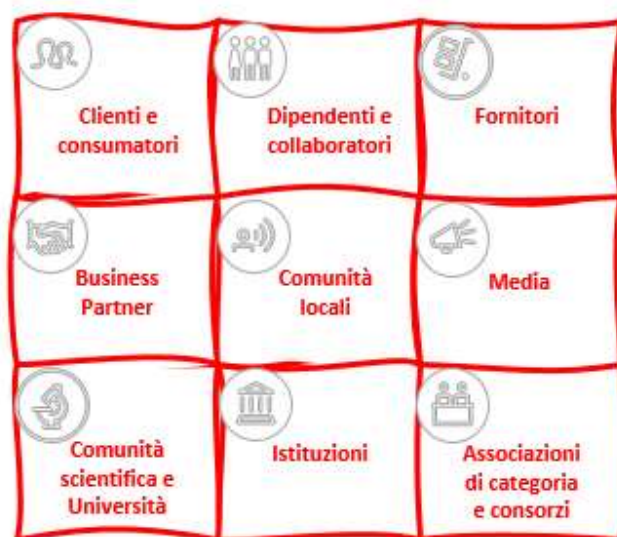 Clienti e
consumatori
Dipendenti e
collaboratori
Fornitori
Business
Partner
Comunità
locali
Media
Comunità
scientifica e
Università
Istituzioni
Associazioni
di categoria
e consorzi